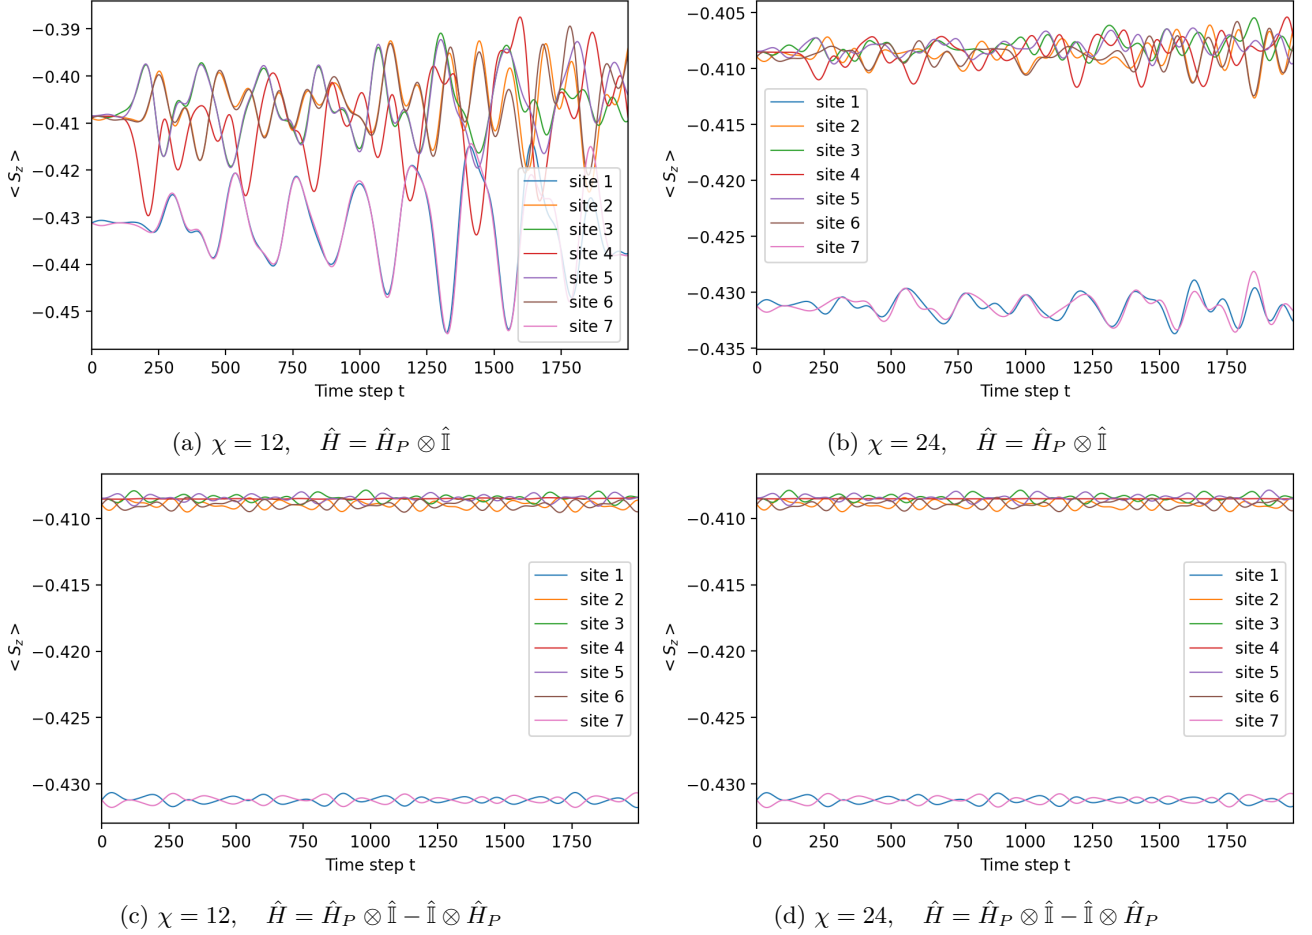 −0.39
−0.40
−0.41
−0.42
−0.43
−0.44
−0.45
< S_z >
0 250 500 750 1000 1250 1500 1750
Time step t
site 1
site 2
site 3
site 4
site 5
site 6
site 7
(a) χ = 12, Ĥ = Ĥ_P ⊗ 𝕀̂
−0.405
−0.410
−0.415
−0.420
−0.425
−0.430
−0.435
< S_z >
0 250 500 750 1000 1250 1500 1750
Time step t
site 1
site 2
site 3
site 4
site 5
site 6
site 7
(b) χ = 24, Ĥ = Ĥ_P ⊗ 𝕀̂
−0.410
−0.415
−0.420
−0.425
−0.430
< S_z >
0 250 500 750 1000 1250 1500 1750
Time step t
site 1
site 2
site 3
site 4
site 5
site 6
site 7
(c) χ = 12, Ĥ = Ĥ_P ⊗ 𝕀̂ − 𝕀̂ ⊗ Ĥ_P
−0.410
−0.415
−0.420
−0.425
−0.430
< S_z >
0 250 500 750 1000 1250 1500 1750
Time step t
site 1
site 2
site 3
site 4
site 5
site 6
site 7
(d) χ = 24, Ĥ = Ĥ_P ⊗ 𝕀̂ − 𝕀̂ ⊗ Ĥ_P